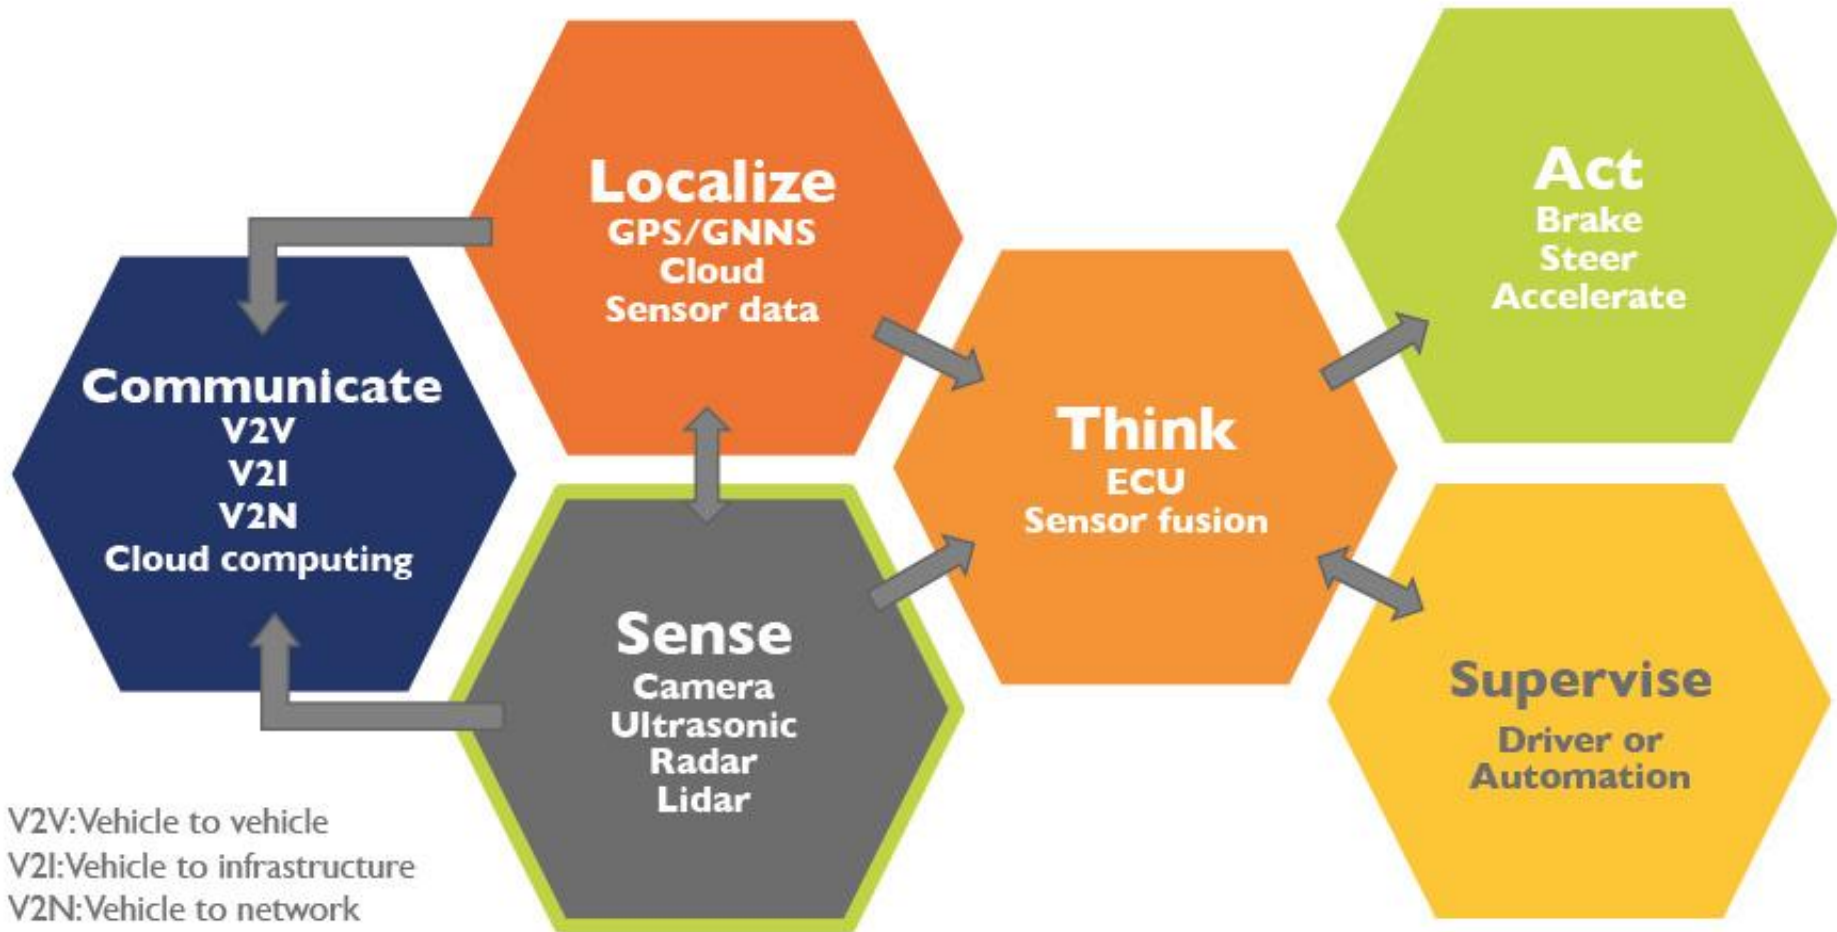 Localize
GPS/GNNS
Cloud
Sensor data
Act
Brake
Steer
Accelerate
Communicate
V2V
V2I
V2N
Cloud computing
Think
ECU
Sensor fusion
Sense
Camera
Ultrasonic
Radar
Lidar
Supervise
Driver or
Automation
V2V:Vehicle to vehicle
V2I:Vehicle to infrastructure
V2N:Vehicle to network